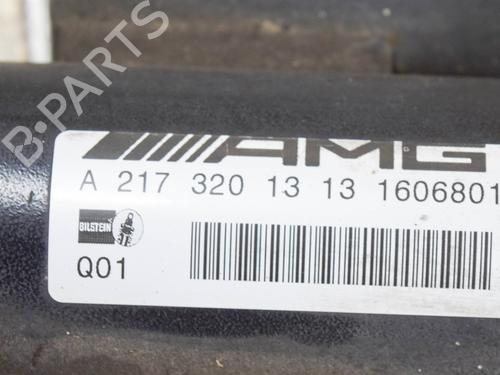 B-PARTS
AMG
A 217 320 13 13 1606801
BILSTEIN
Q01